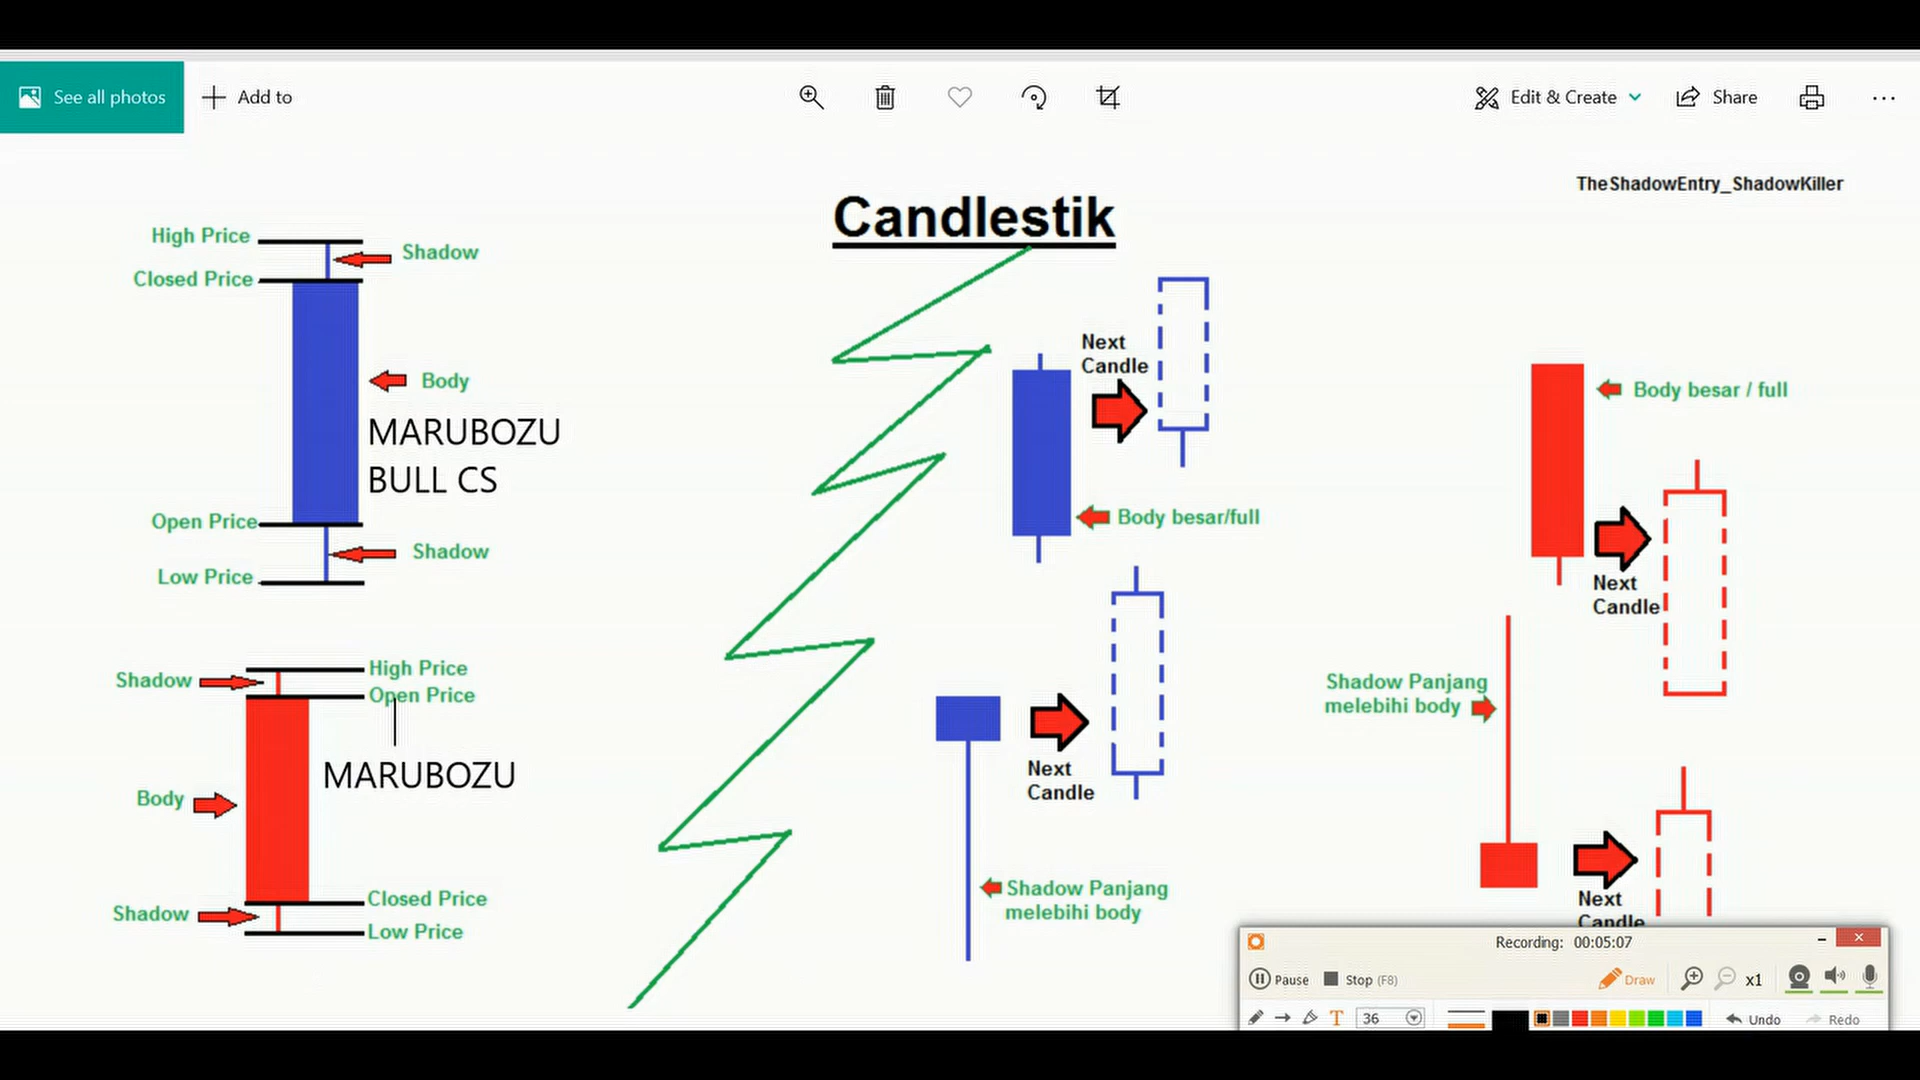 See all photos
Add to
Edit & Create
Share
TheShadowEntry_ShadowKiller
Candlestik
High Price
Shadow
Closed Price
Body
MARUBOZU
BULL CS
Open Price
Shadow
Low Price
High Price
Shadow
Open Price
MARUBOZU
Body
Closed Price
Shadow
Low Price
Next
Candle
Body besar/full
Next
Candle
Shadow Panjang
melebihi body
Body besar / full
Next
Candle
Shadow Panjang
melebihi body
Next
Candle
Recording: 00:05:07
Pause
Stop (F8)
Draw
x1
T
36
Undo
Redo